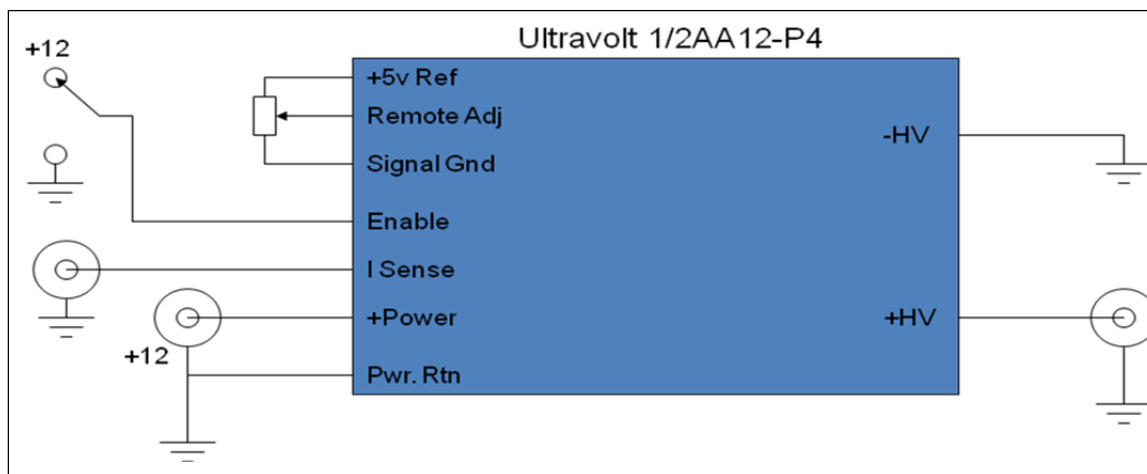 Ultravolt 1/2AA12-P4
+12
+5v Ref
Remote Adj
Signal Gnd
Enable
I Sense
+Power
+12
Pwr. Rtn
-HV
+HV